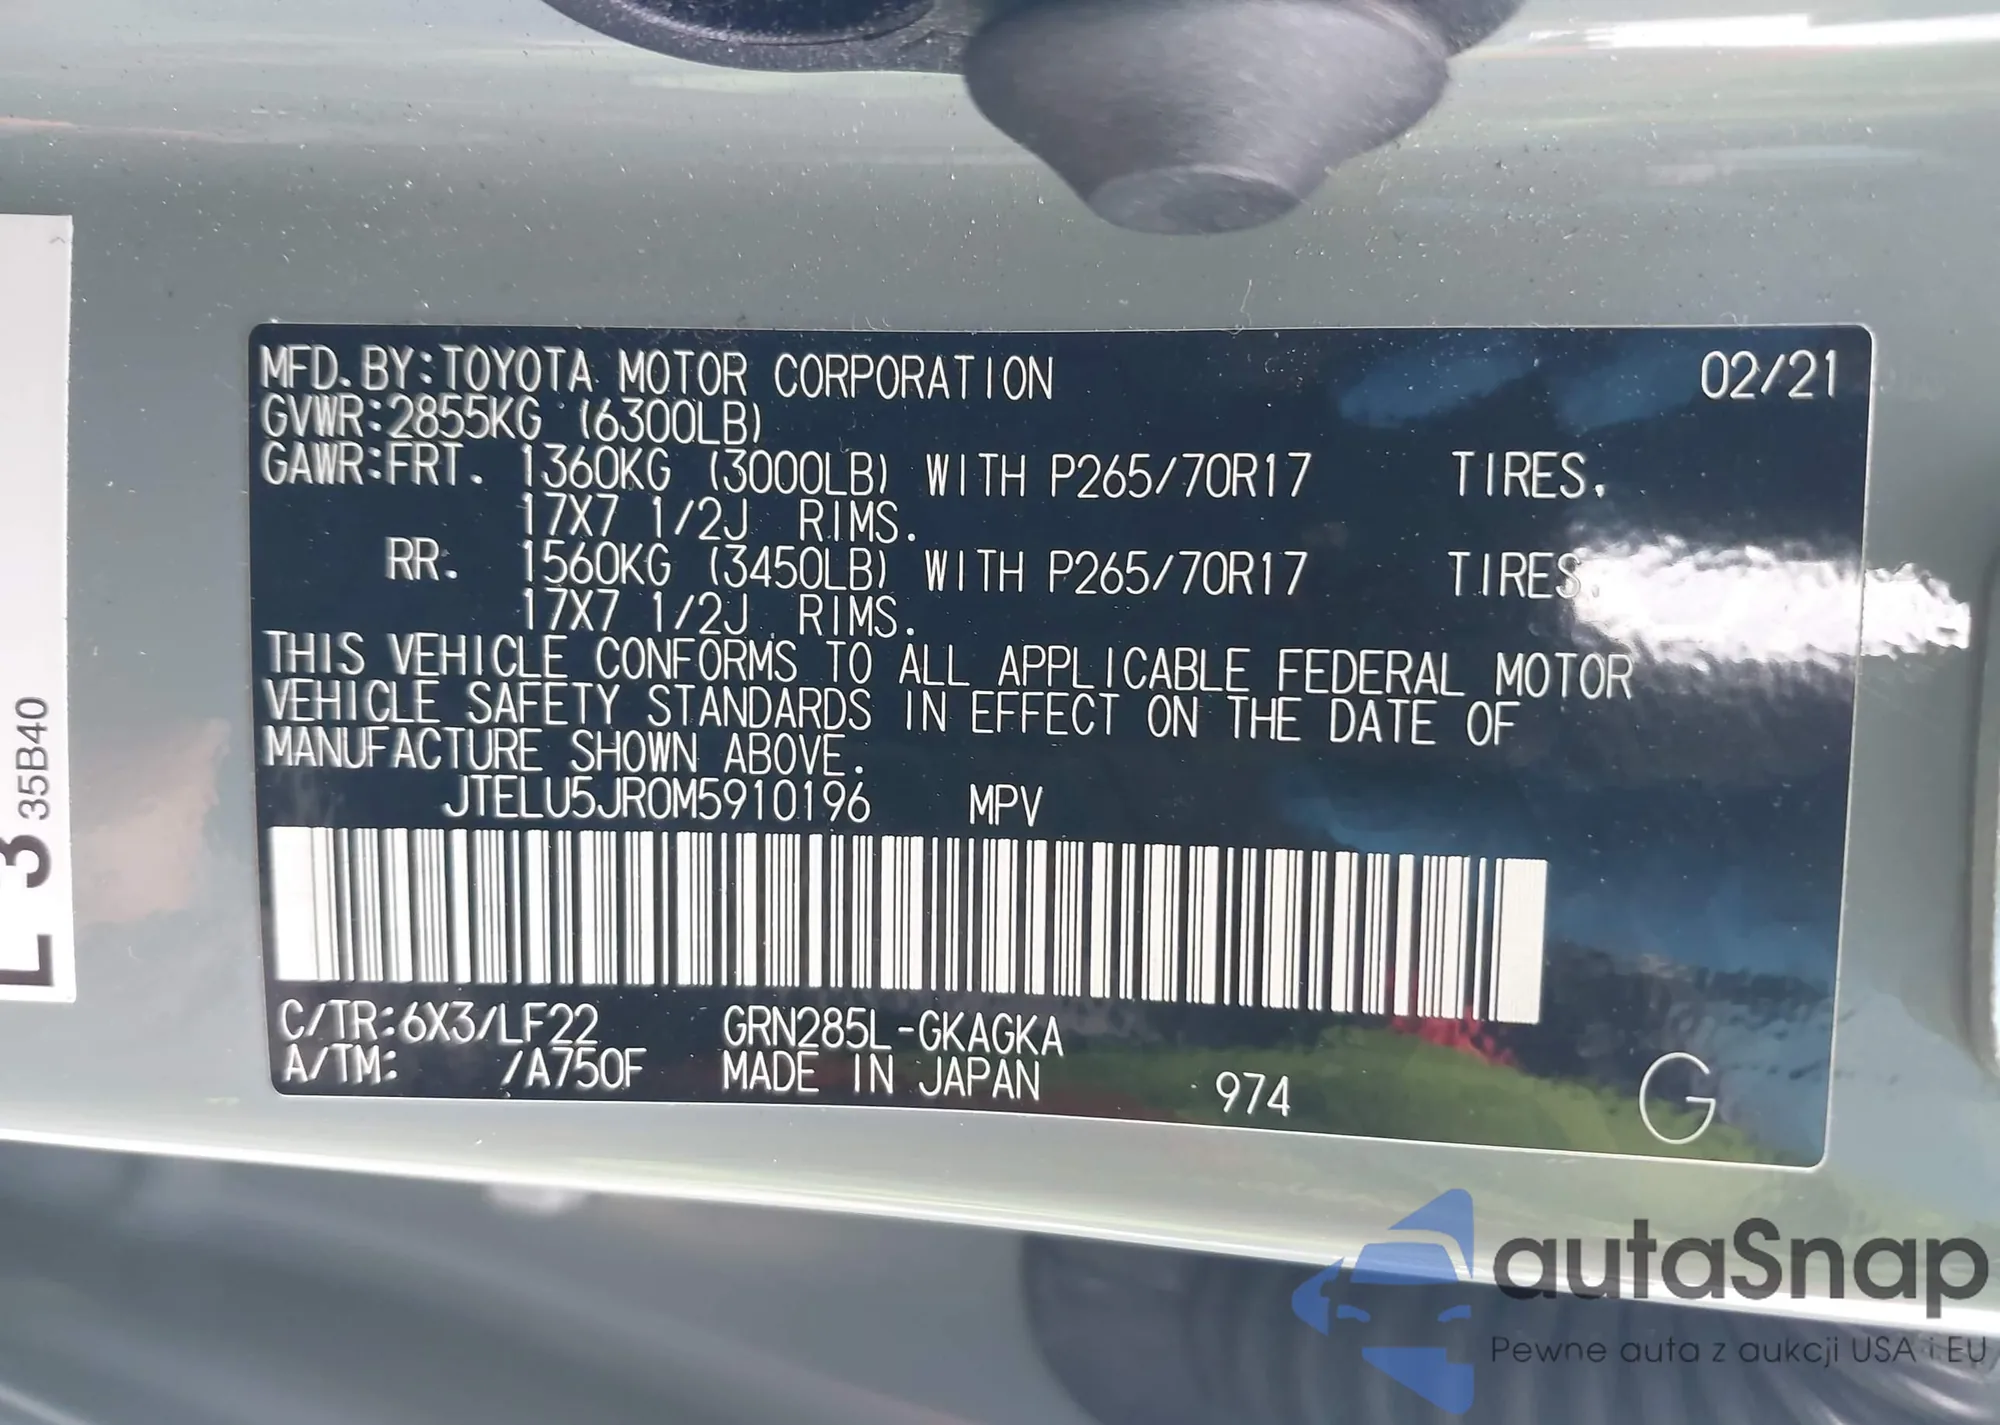 MFD. BY: TOYOTA MOTOR CORPORATION 02/21
GVWR: 2855KG (6300LB)
GAWR: FRT. 1360KG (3000LB) WITH P265/70R17 TIRES.
17X7 1/2J RIMS.
RR. 1560KG (3450LB) WITH P265/70R17 TIRES.
17X7 1/2J RIMS.
THIS VEHICLE CONFORMS TO ALL APPLICABLE FEDERAL MOTOR
VEHICLE SAFETY STANDARDS IN EFFECT ON THE DATE OF
MANUFACTURE SHOWN ABOVE.
JTELU5JR0M5910196 MPV
C/TR: 6X3/LF22 GRN285L-GKAGKA
A/TM: /A750F MADE IN JAPAN 974 G
35B40
L 3
autaSnap
Pewne auta z aukcji USA i EU